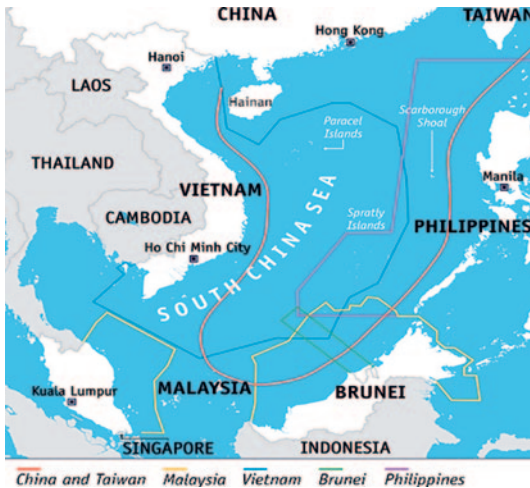 CHINA
TAIWAN
Hanoi
Hong Kong
LAOS
Hainan
Paracel
Islands
Scarborough
Shoal
THAILAND
VIETNAM
Manila
CAMBODIA
Spratly
Islands
PHILIPPINES
Ho Chi Minh City
SOUTH CHINA SEA
Kuala Lumpur
MALAYSIA
BRUNEI
SINGAPORE
INDONESIA
China and Taiwan Malaysia Vietnam Brunei Philippines